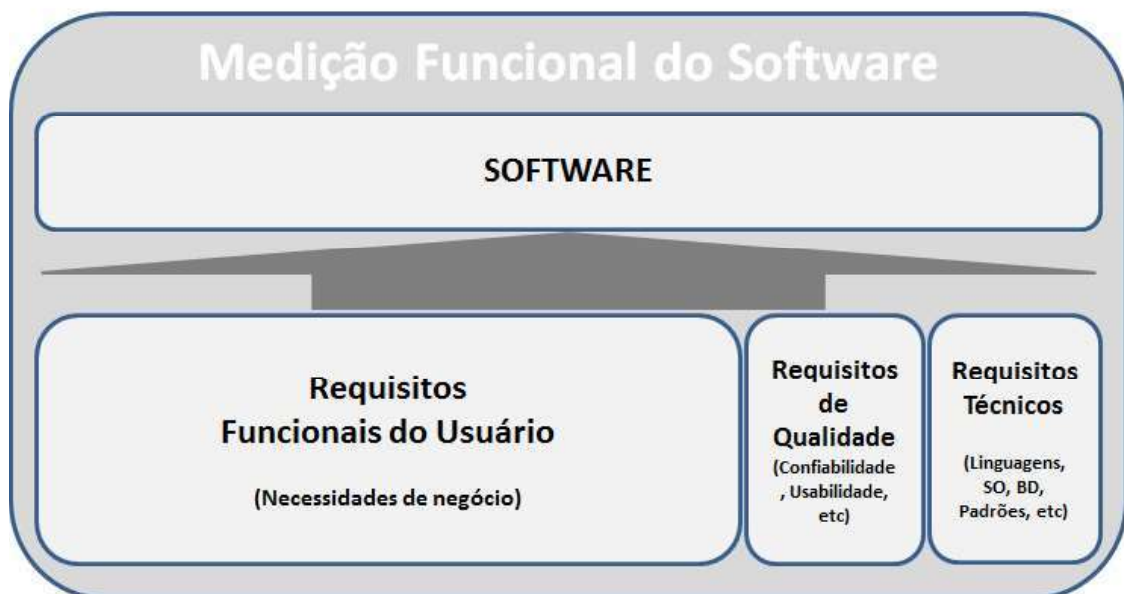 Medição Funcional do Software
SOFTWARE
Requisitos
Funcionais do Usuário
(Necessidades de negócio)
Requisitos
de
Qualidade
(Confiabilidade
, Usabilidade,
etc)
Requisitos
Técnicos
(Linguagens,
SO, BD,
Padrões, etc)